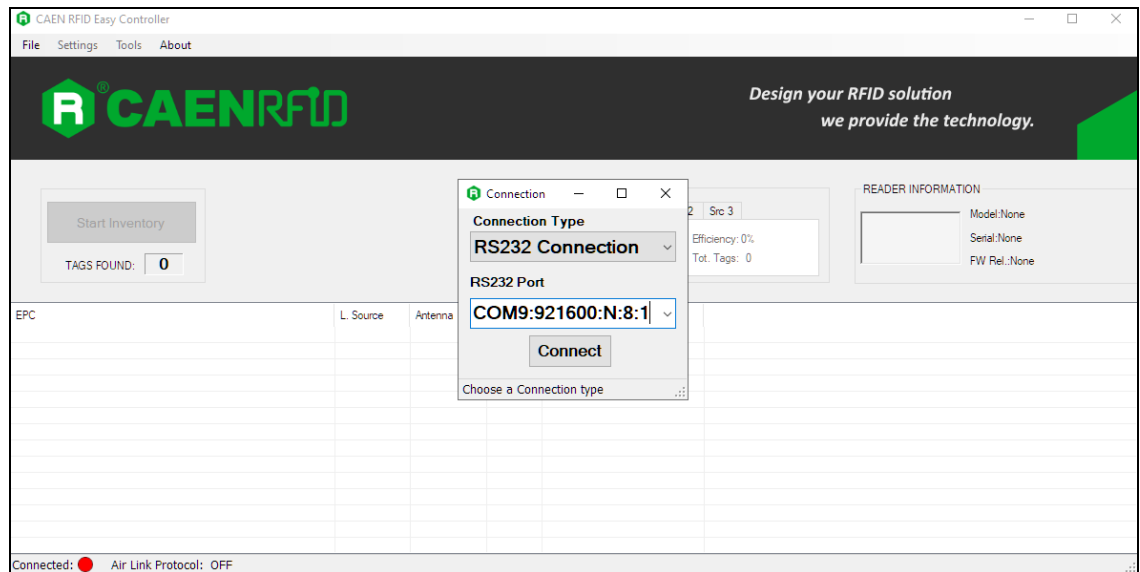 CAEN RFID Easy Controller
File Settings Tools About
R ® CAENRFID
Design your RFID solution
we provide the technology.
Start Inventory
TAGS FOUND: 0
Connection
Connection Type
RS232 Connection
RS232 Port
COM9:921600:N:8:1
Connect
Choose a Connection type
2 Src 3
Efficiency: 0%
Tot. Tags: 0
READER INFORMATION
Model:None
Serial:None
FW Rel.:None
EPC L. Source Antenna
Connected: Air Link Protocol: OFF